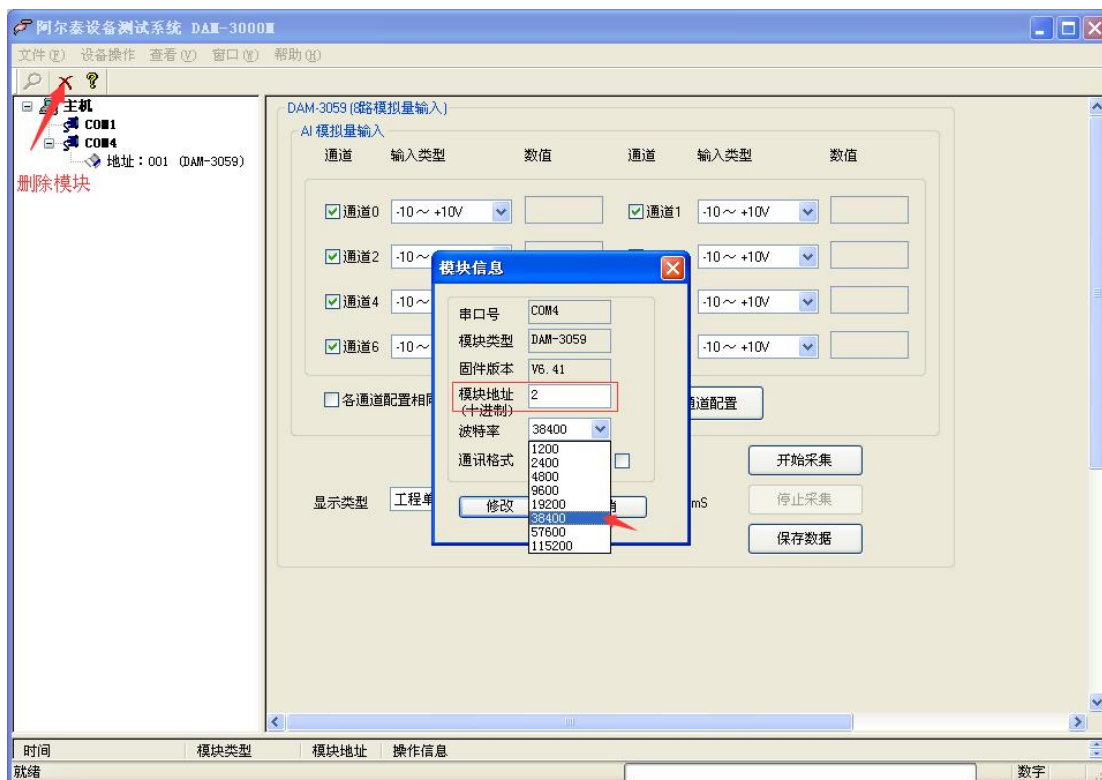 阿尔泰设备测试系统 DAM-3000M
文件(F) 设备操作 查看(V) 窗口(W) 帮助(H)
主机
COM1
COM4
地址：001 (DAM-3059)
删除模块
DAM-3059 (8路模拟量输入)
AI 模拟量输入
通道 输入类型 数值 通道 输入类型 数值
通道0 -10～ +10V 通道1 -10～ +10V
通道2 -10～ -10～ +10V
通道4 -10～ -10～ +10V
通道6 -10～ -10～ +10V
各通道配置相同 通道配置
显示类型 工程单 mS
开始采集
停止采集
保存数据
模块信息
串口号 COM4
模块类型 DAM-3059
固件版本 V6.41
模块地址 2
(十进制)
波特率 38400
通讯格式
1200
2400
4800
9600
19200
38400
57600
115200
修改
时间 模块类型 模块地址 操作信息
就绪 数字